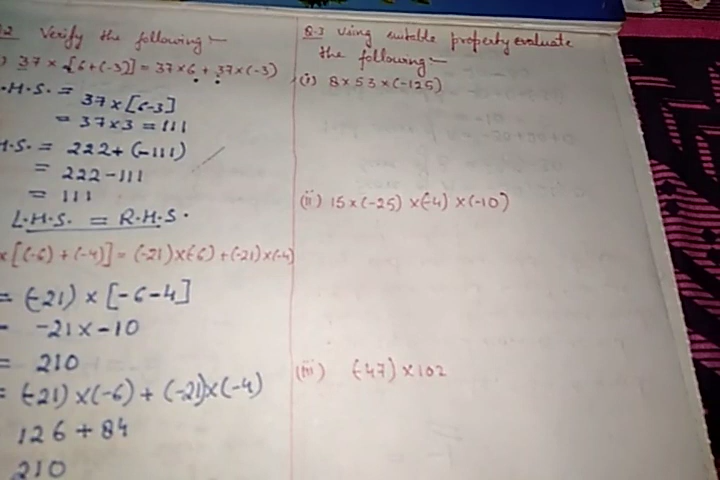 2 Verify the following:-
) 37 × [6+(-3)] = 37×6 + 37×(-3)
.H.S. = 37×[6-3]
= 37×3 = 111
H.S. = 222+(-111)
= 222-111
= 111
L.H.S. = R.H.S.
×[(-6)+(-4)] = (-21)×(-6)+(-21)×(-4)
= (-21) × [-6-4]
= -21×-10
= 210
= (-21)×(-6) + (-21)×(-4)
126 + 84
210
Q.3 Using suitable property evaluate
the following:-
(i) 8×53×(-125)
(ii) 15×(-25)×(-4)×(-10)
(iii) (-47)×102